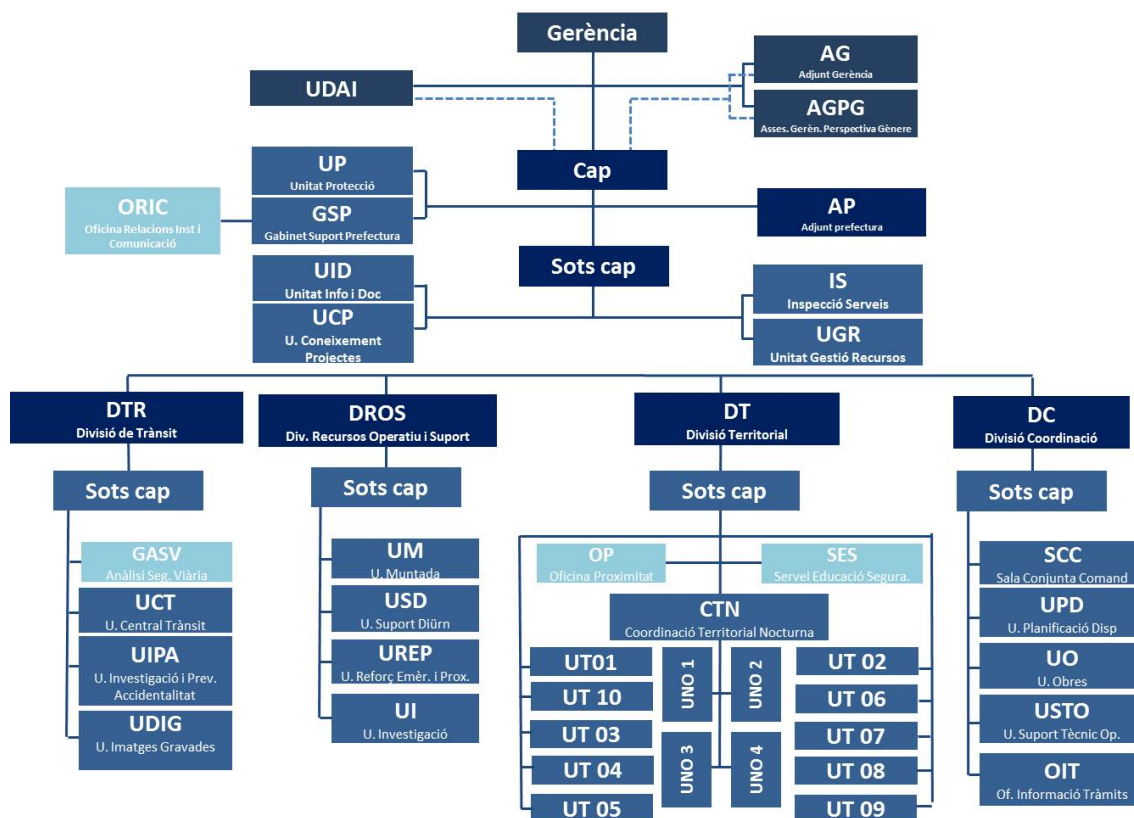 Gerència
AG
Adjunt Gerència
UDAI
AGPG
Asses. Gerèn. Perspectiva Gènere
UP
Unitat Protecció
Cap
ORIC
Oficina Relacions Inst i
Comunicació
GSP
Gabinet Suport Prefectura
AP
Adjunt prefectura
Sots cap
UID
Unitat Info i Doc
IS
Inspecció Serveis
UCP
U. Coneixement
Projectes
UGR
Unitat Gestió Recursos
DTR
Divisió de Trànsit
DROS
Div. Recursos Operatiu i Suport
DT
Divisió Territorial
DC
Divisió Coordinació
Sots cap
Sots cap
Sots cap
Sots cap
GASV
Anàlisi Seg. Viària
UCT
U. Central Trànsit
UIPA
U. Investigació i Prev.
Accidentalitat
UDIG
U. Imatges Gravades
UM
U. Muntada
USD
U. Suport Diürn
UREP
U. Reforç Emèr. i Prox.
UI
U. Investigació
OP
Oficina Proximitat
SES
Servei Educació Segura.
CTN
Coordinació Territorial Nocturna
UT01
UT 10
UT 03
UT 04
UT 05
UNO 1
UNO 2
UNO 3
UNO 4
UT 02
UT 06
UT 07
UT 08
UT 09
SCC
Sala Conjunta Comand
UPD
U. Planificació Disp
UO
U. Obres
USTO
U. Suport Tècnic Op.
OIT
Of. Informació Tràmits